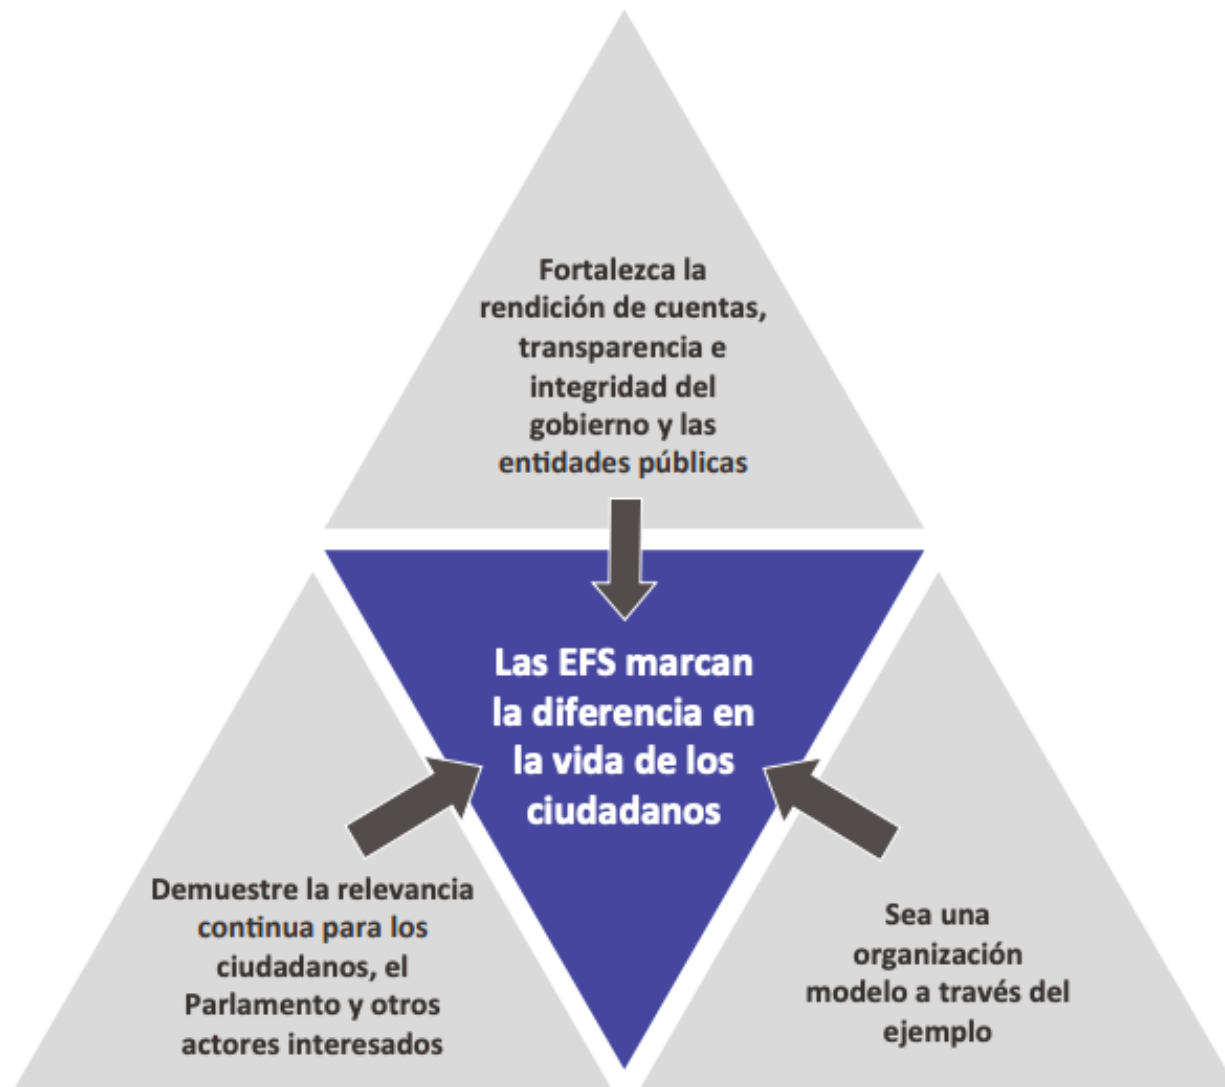 Fortalezca la
rendición de cuentas,
transparencia e
integridad del
gobierno y las
entidades públicas
Las EFS marcan
la diferencia en
la vida de los
ciudadanos
Demuestre la relevancia
continua para los
ciudadanos, el
Parlamento y otros
actores interesados
Sea una
organización
modelo a través del
ejemplo